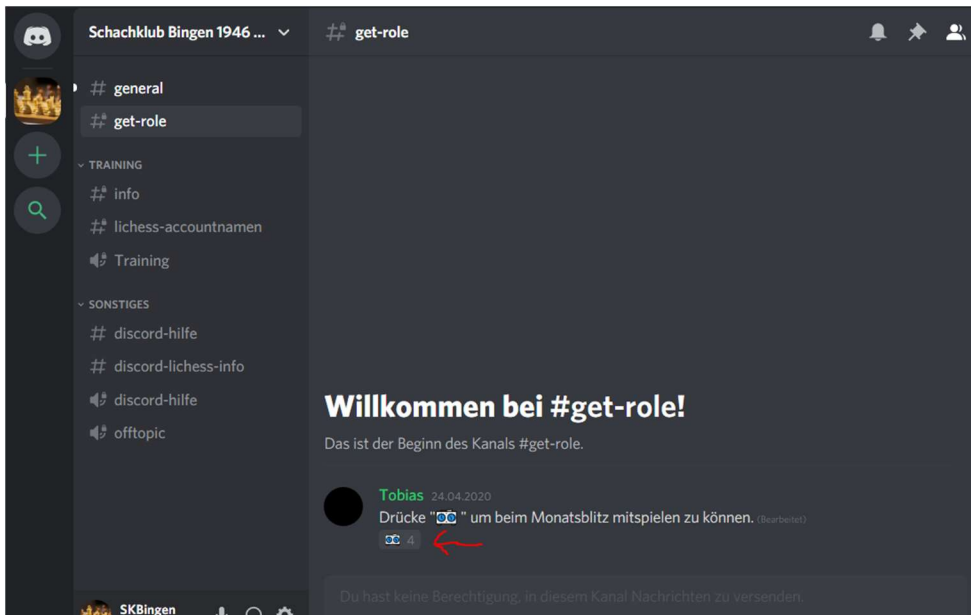 Schachklub Bingen 1946 ...
get-role
general
get-role
TRAINING
info
lichess-accountnamen
Training
SONSTIGES
discord-hilfe
discord-lichess-info
discord-hilfe
offtopic
SKBingen
Willkommen bei #get-role!
Das ist der Beginn des Kanals #get-role.
Tobias 24.04.2020
Drücke " " um beim Monatsblitz mitspielen zu können. (Bearbeitet)
4
Du hast keine Berechtigung, in diesem Kanal Nachrichten zu versenden.